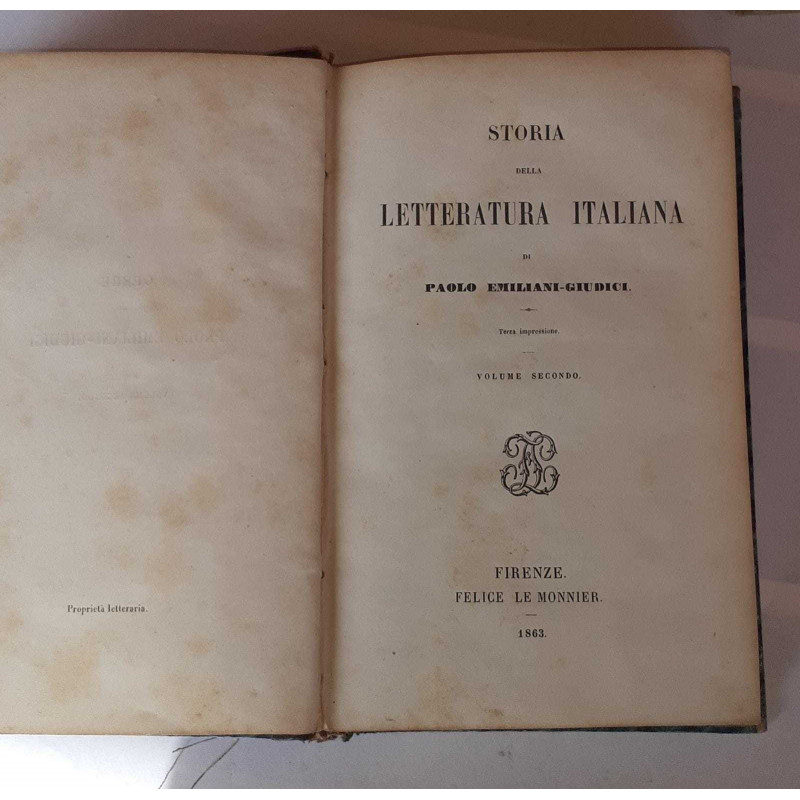 Proprietà letteraria.
STORIA
DELLA
LETTERATURA ITALIANA
DI
PAOLO EMILIANI-GIUDICI.
Terza impressione.
VOLUME SECONDO.
FIRENZE.
FELICE LE MONNIER.
1863.